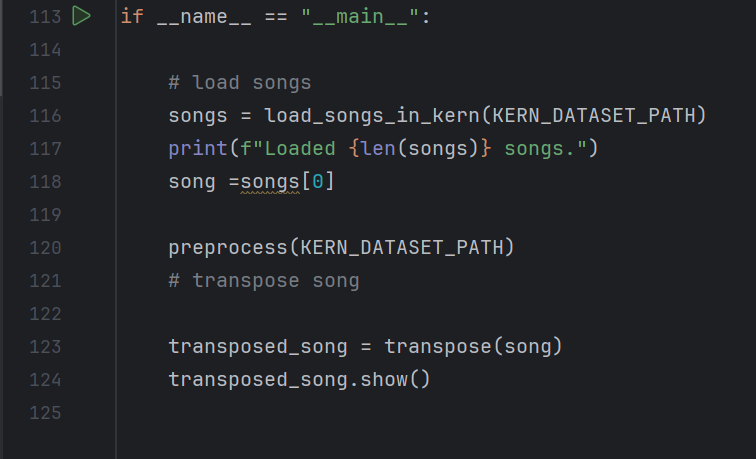 113 if __name__ == "__main__":
114
115     # load songs
116     songs = load_songs_in_kern(KERN_DATASET_PATH)
117     print(f"Loaded {len(songs)} songs.")
118     song =songs[0]
119
120     preprocess(KERN_DATASET_PATH)
121     # transpose song
122
123     transposed_song = transpose(song)
124     transposed_song.show()
125